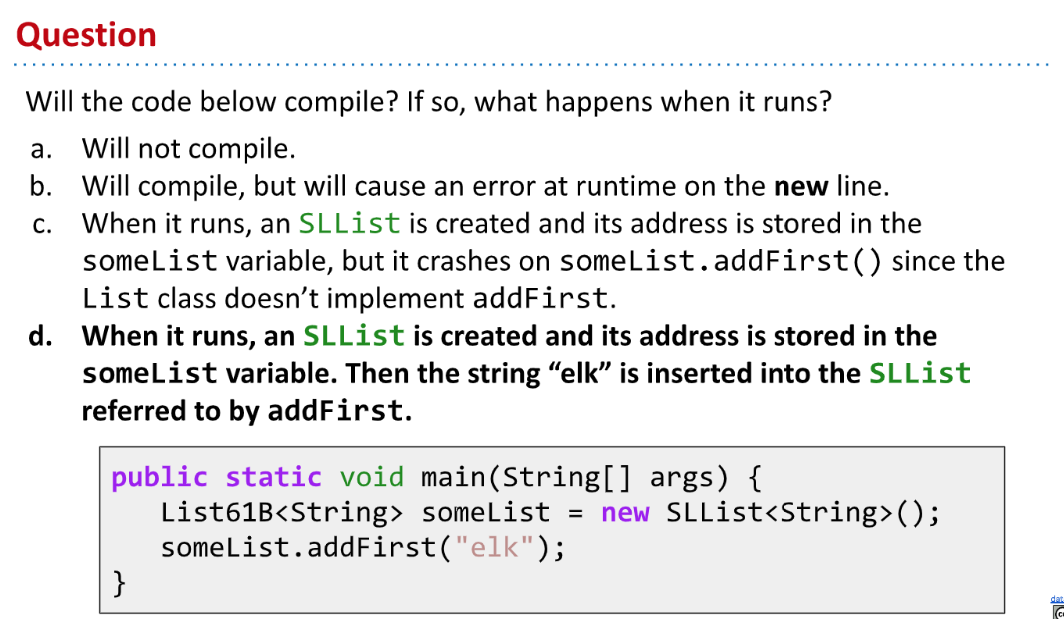 Question
Will the code below compile? If so, what happens when it runs?
a. Will not compile.
b. Will compile, but will cause an error at runtime on the new line.
c. When it runs, an SLList is created and its address is stored in the
someList variable, but it crashes on someList.addFirst() since the
List class doesn’t implement addFirst.
d. When it runs, an SLList is created and its address is stored in the
someList variable. Then the string “elk” is inserted into the SLList
referred to by addFirst.
public static void main(String[] args) {
List61B<String> someList = new SLList<String>();
someList.addFirst("elk");
}
dat